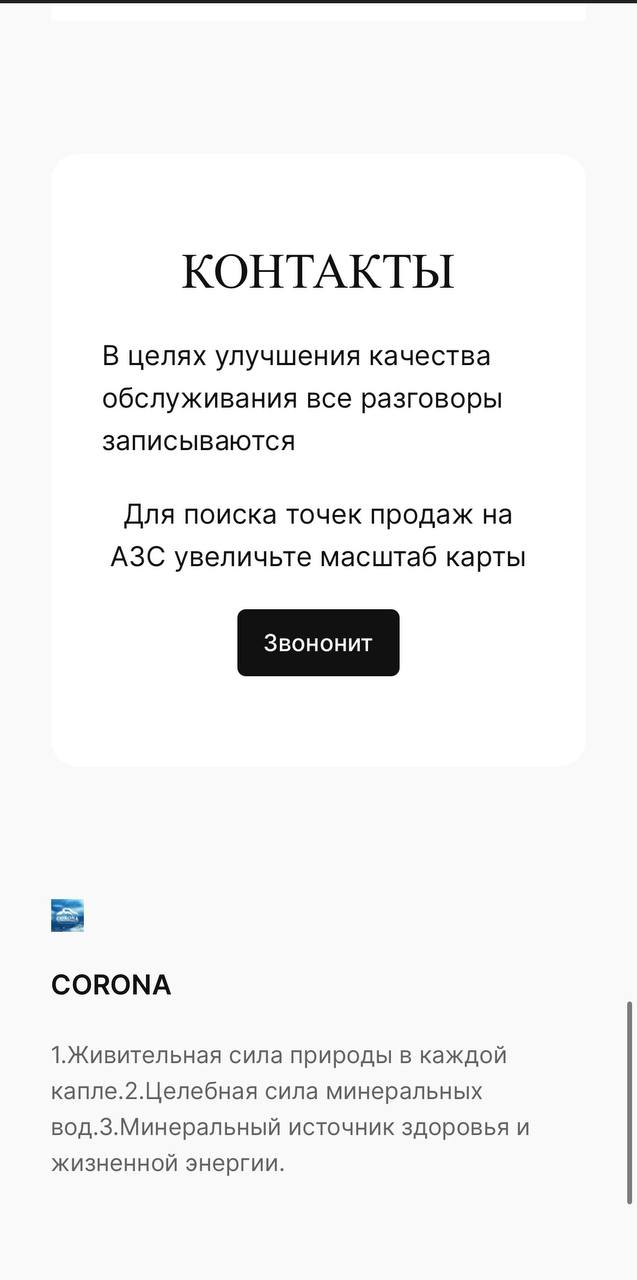 КОНТАКТЫ
В целях улучшения качества
обслуживания все разговоры
записываются
Для поиска точек продаж на
АЗС увеличьте масштаб карты
Звононит
CORONA
CORONA
1.Живительная сила природы в каждой
капле.2.Целебная сила минеральных
вод.3.Минеральный источник здоровья и
жизненной энергии.